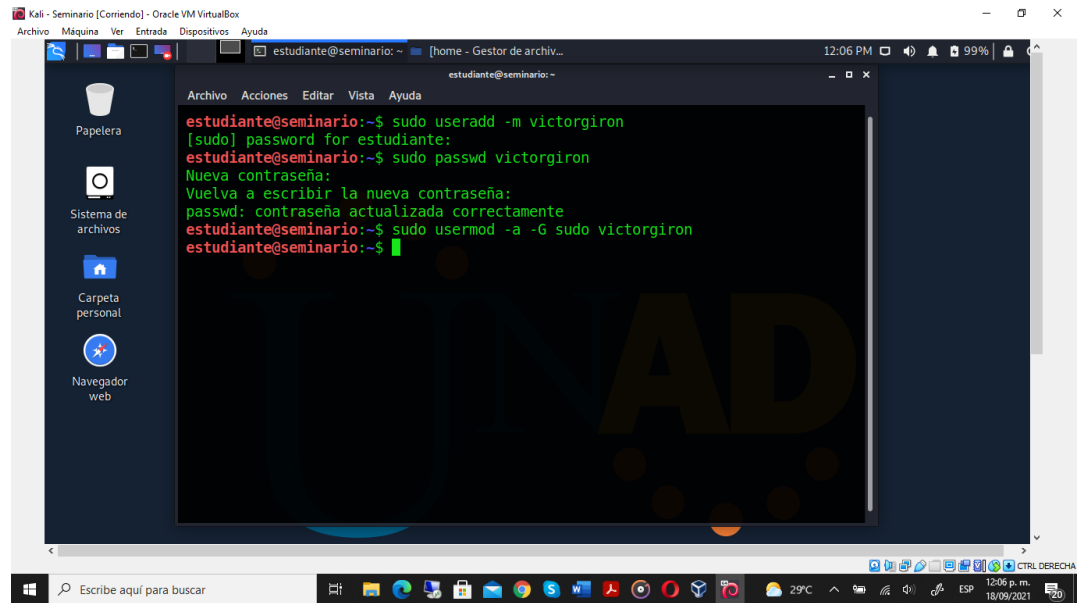 Kali - Seminario [Corriendo] - Oracle VM VirtualBox
Archivo Máquina Ver Entrada Dispositivos Ayuda
estudiante@seminario: ~ [home - Gestor de archiv... 12:06 PM 99%
estudiante@seminario: ~
Archivo Acciones Editar Vista Ayuda
Papelera
Sistema de
archivos
Carpeta
personal
Navegador
web
estudiante@seminario:~$ sudo useradd -m victorgiron
[sudo] password for estudiante:
estudiante@seminario:~$ sudo passwd victorgiron
Nueva contraseña:
Vuelva a escribir la nueva contraseña:
passwd: contraseña actualizada correctamente
estudiante@seminario:~$ sudo usermod -a -G sudo victorgiron
estudiante@seminario:~$
UNAD
CTRL DERECHA
Escribe aquí para buscar
29°C ESP 12:06 p. m.
18/09/2021
20